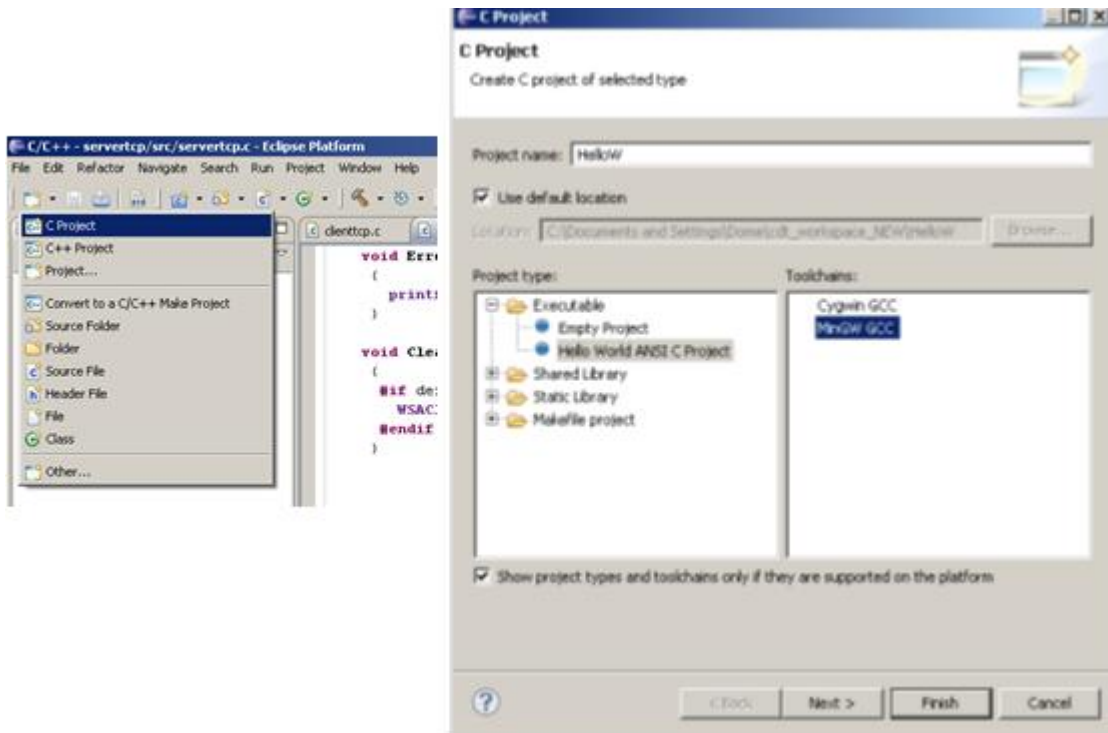 C/C++ - servertcp/src/servertcp.c - Eclipse Platform
File Edit Refactor Navigate Search Run Project Window Help
C Project
C++ Project
Project...
Convert to a C/C++ Make Project
Source Folder
Folder
Source File
Header File
File
Class
Other...
clienttcp.c
void Erro
{
print:
}
void Clea
{
#if de:
WSAC
#endif
}
C Project
C Project
Create C project of selected type
Project name: HelloW
Use default location
Location: C:\Documents and Settings\Dome\cdt_workspace_NEW\HelloW Browse...
Project type:
Executable
Empty Project
Hello World ANSI C Project
Shared Library
Static Library
Makefile project
Toolchains:
Cygwin GCC
MinGW GCC
Show project types and toolchains only if they are supported on the platform
< Back Next > Finish Cancel